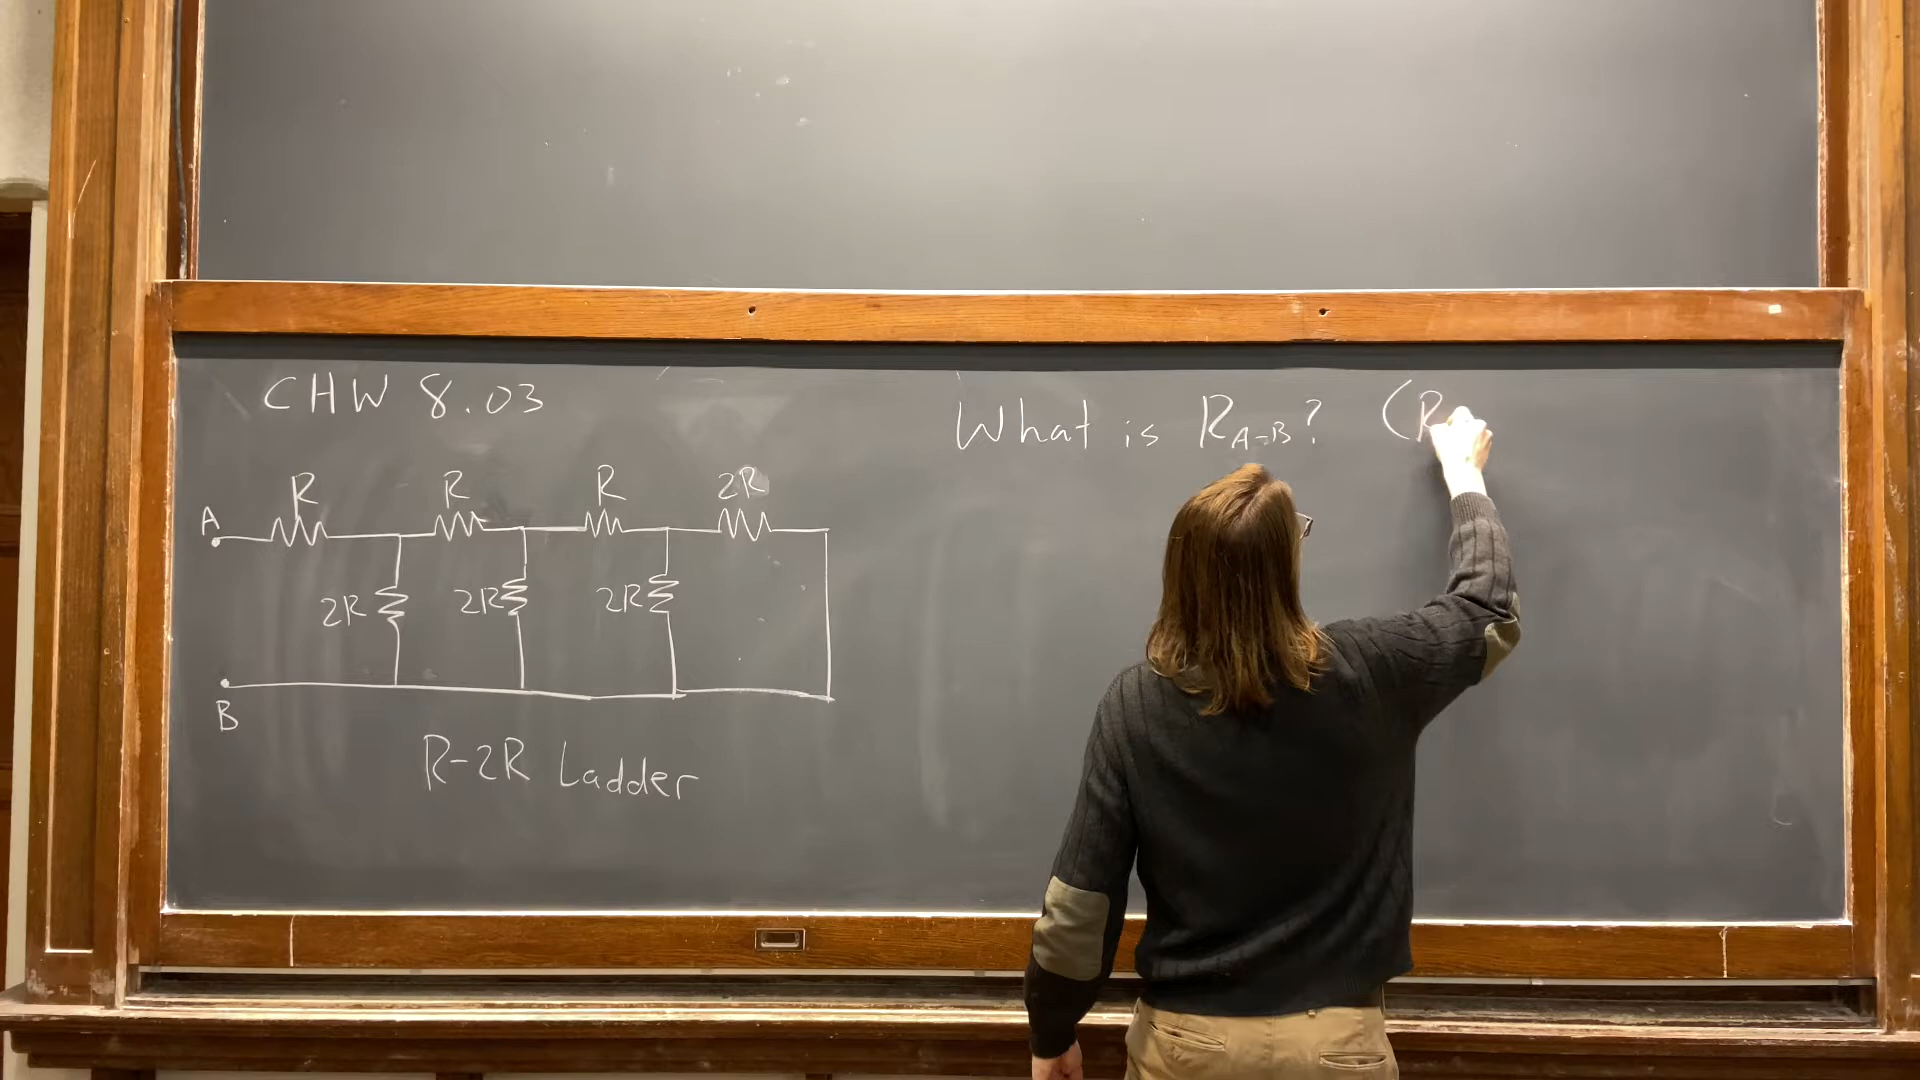 CHW 8.03
What is R_A-B? (R
R R R 2R
A
2R 2R 2R
B
R-2R Ladder